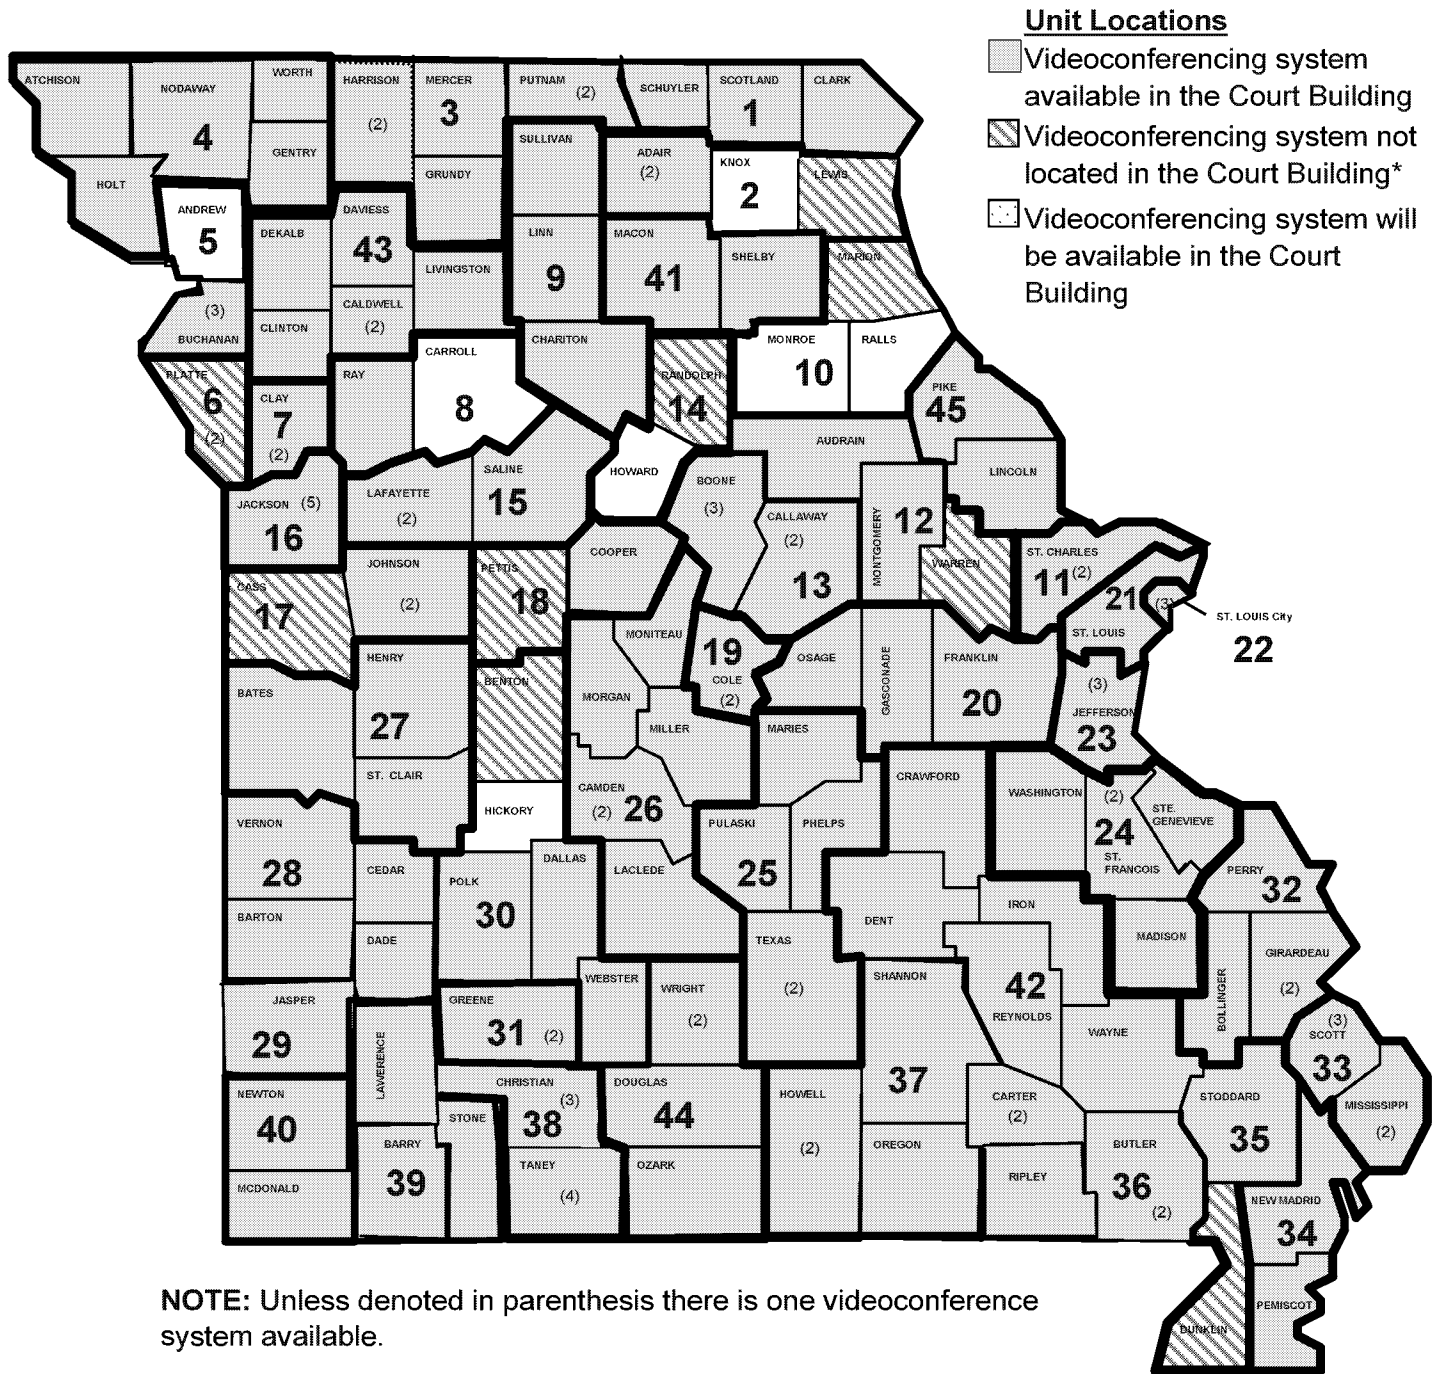 Unit Locations
Videoconferencing system
available in the Court Building
Videoconferencing system not
located in the Court Building*
Videoconferencing system will
be available in the Court
Building
ATCHISON
NODAWAY
WORTH
HARRISON
MERCER
PUTNAM
(2)
SCHUYLER
SCOTLAND
CLARK
4
(2)
3
1
GENTRY
HOLT
GRUNDY
SULLIVAN
ADAIR
(2)
KNOX
2
LEWIS
ANDREW
5
DEKALB
DAVIESS
43
LIVINGSTON
LINN
9
MACON
41
SHELBY
MARION
(3)
BUCHANAN
CLINTON
CALDWELL
(2)
CARROLL
8
CHARITON
RANDOLPH
14
MONROE
10
RALLS
PLATTE
6
(2)
CLAY
7
(2)
RAY
PIKE
45
AUDRAIN
LINCOLN
JACKSON (5)
16
LAFAYETTE
(2)
SALINE
15
HOWARD
BOONE
(3)
CALLAWAY
(2)
13
MONTGOMERY
12
WARREN
ST. CHARLES
11 (2)
21
(3)
ST. LOUIS
ST. LOUIS City
22
CASS
17
JOHNSON
(2)
PETTIS
18
COOPER
MONITEAU
19
COLE
(2)
OSAGE
GASCONADE
FRANKLIN
20
(3)
JEFFERSON
23
BATES
HENRY
27
BENTON
MORGAN
MILLER
MARIES
ST. CLAIR
HICKORY
CAMDEN
(2)
26
PULASKI
25
PHELPS
CRAWFORD
WASHINGTON
(2)
24
ST.
FRANCOIS
STE.
GENEVIEVE
VERNON
28
CEDAR
POLK
30
DALLAS
LACLEDE
DENT
IRON
PERRY
32
BARTON
DADE
TEXAS
(2)
MADISON
BOLLINGER
GIRARDEAU
(2)
JASPER
29
LAWERENCE
GREENE
31
(2)
WEBSTER
WRIGHT
(2)
SHANNON
37
42
REYNOLDS
WAYNE
(3)
SCOTT
33
MISSISSIPPI
(2)
NEWTON
40
CHRISTIAN
(3)
38
DOUGLAS
44
HOWELL
(2)
CARTER
(2)
STODDARD
35
STONE
BARRY
39
OREGON
BUTLER
36
(2)
MCDONALD
TANEY
(4)
OZARK
RIPLEY
NEW MADRID
34
PEMISCOT
DUNKLIN
NOTE: Unless denoted in parenthesis there is one videoconference
system available.